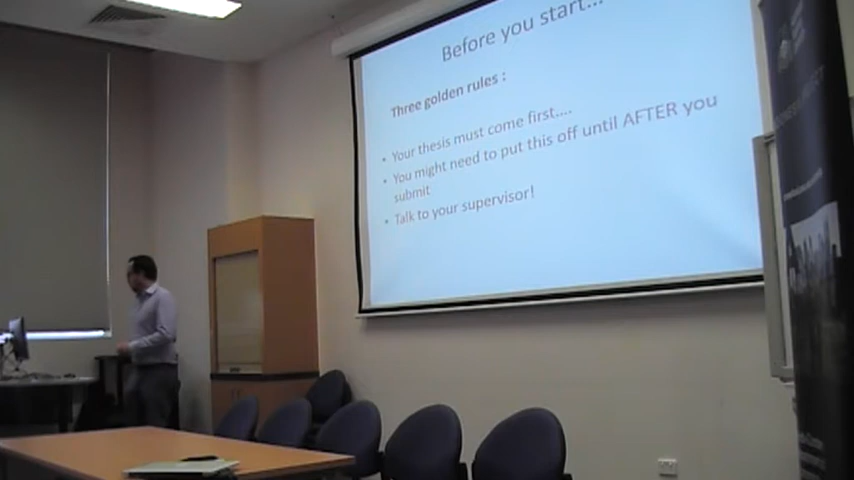 Before you start...
Three golden rules :
• Your thesis must come first....
• You might need to put this off until AFTER you
submit
• Talk to your supervisor!